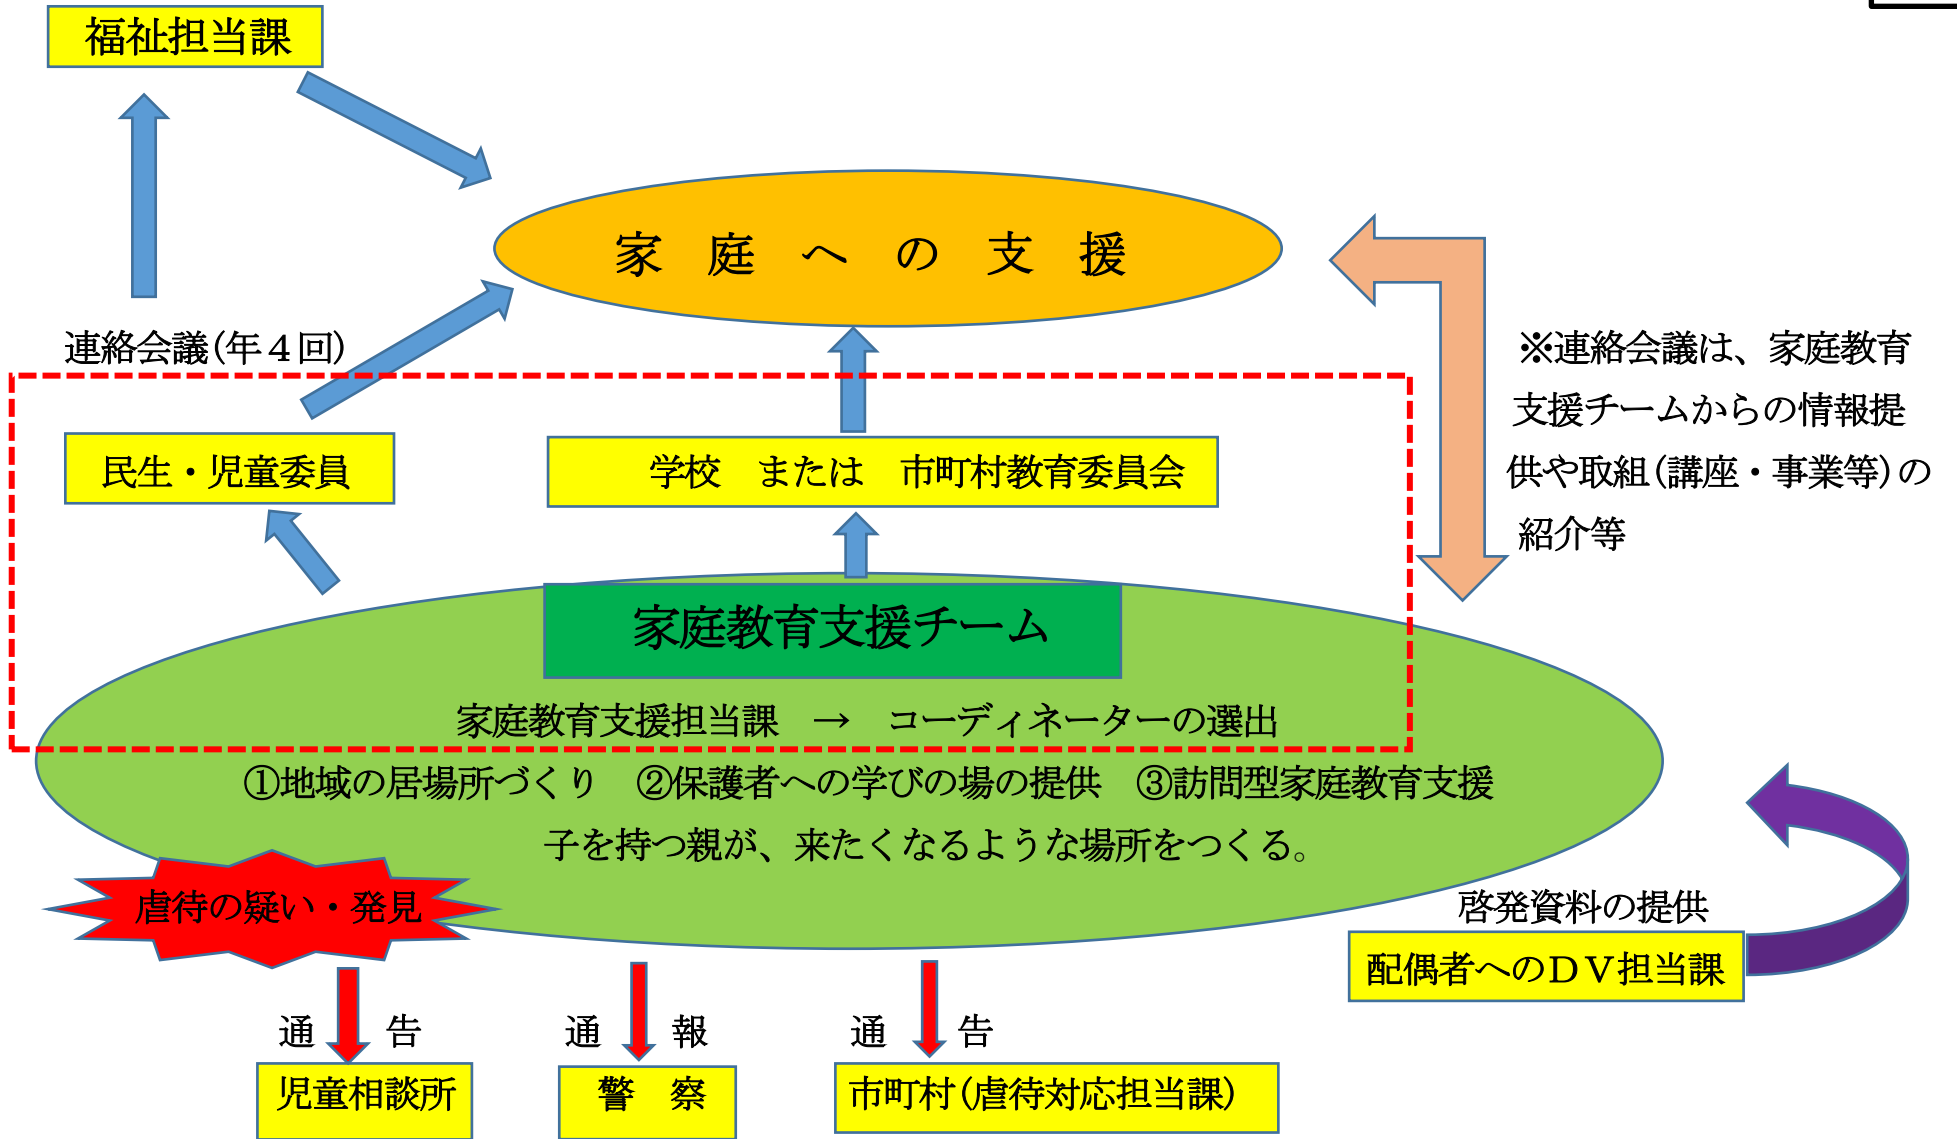 福祉担当課
家庭への支援
連絡会議(年４回)
※連絡会議は、家庭教育
支援チームからの情報提
供や取組(講座・事業等)の
紹介等
民生・児童委員
学校　または　市町村教育委員会
家庭教育支援チーム
家庭教育支援担当課　→　コーディネーターの選出
①地域の居場所づくり　②保護者への学びの場の提供　③訪問型家庭教育支援
子を持つ親が、来たくなるような場所をつくる。
虐待の疑い・発見
啓発資料の提供
配偶者へのＤＶ担当課
通　告
通　報
通　告
児童相談所
警　察
市町村(虐待対応担当課)